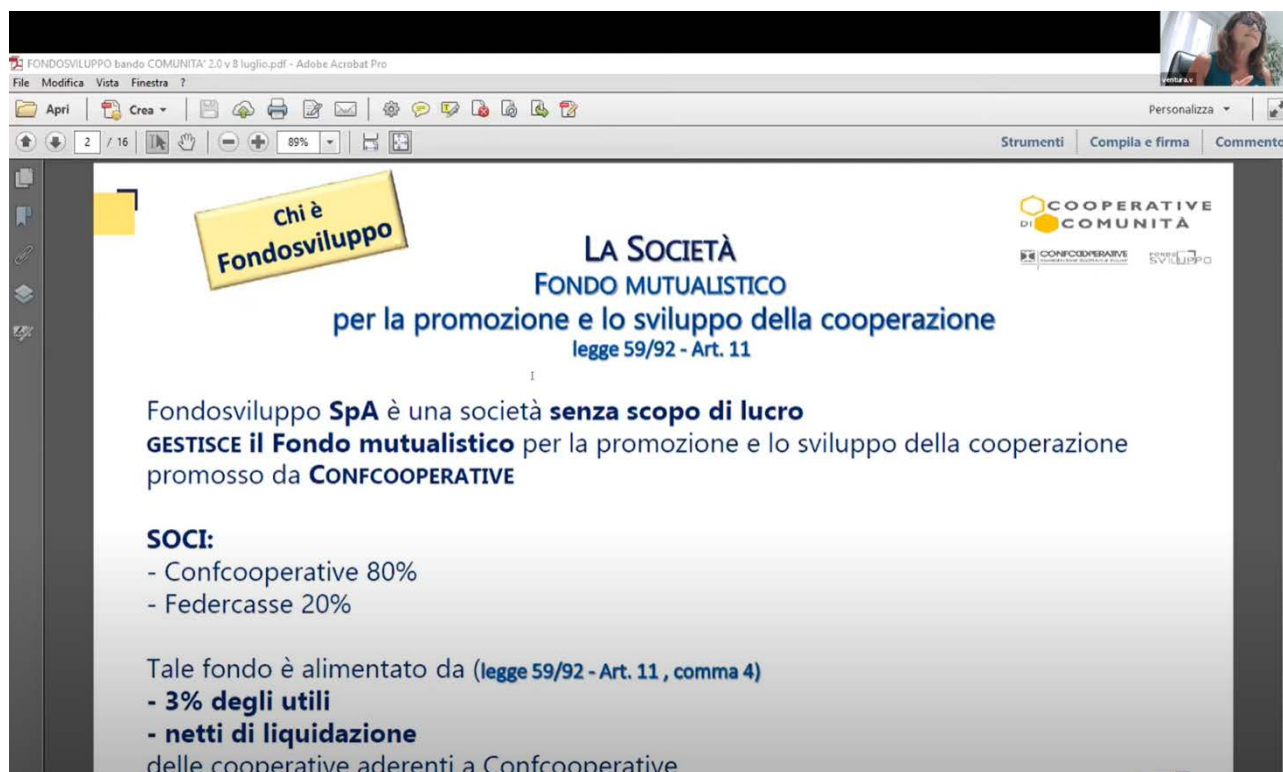 ventura.v
FONDOSVILUPPO bando COMUNITA' 2.0 v 8 luglio.pdf - Adobe Acrobat Pro
File Modifica Vista Finestra ?
Apri Crea Personalizza
2 / 16 89% Strumenti Compila e firma Commento
Chi è
Fondosviluppo
COOPERATIVE
DI COMUNITÀ
CONFCOOPERATIVE FONDO SVILUPPO
LA SOCIETÀ
FONDO MUTUALISTICO
per la promozione e lo sviluppo della cooperazione
legge 59/92 - Art. 11
Fondosviluppo SpA è una società senza scopo di lucro
GESTISCE il Fondo mutualistico per la promozione e lo sviluppo della cooperazione
promosso da CONFCOOPERATIVE
SOCI:
- Confcooperative 80%
- Federcasse 20%
Tale fondo è alimentato da (legge 59/92 - Art. 11 , comma 4)
- 3% degli utili
- netti di liquidazione
delle cooperative aderenti a Confcooperative